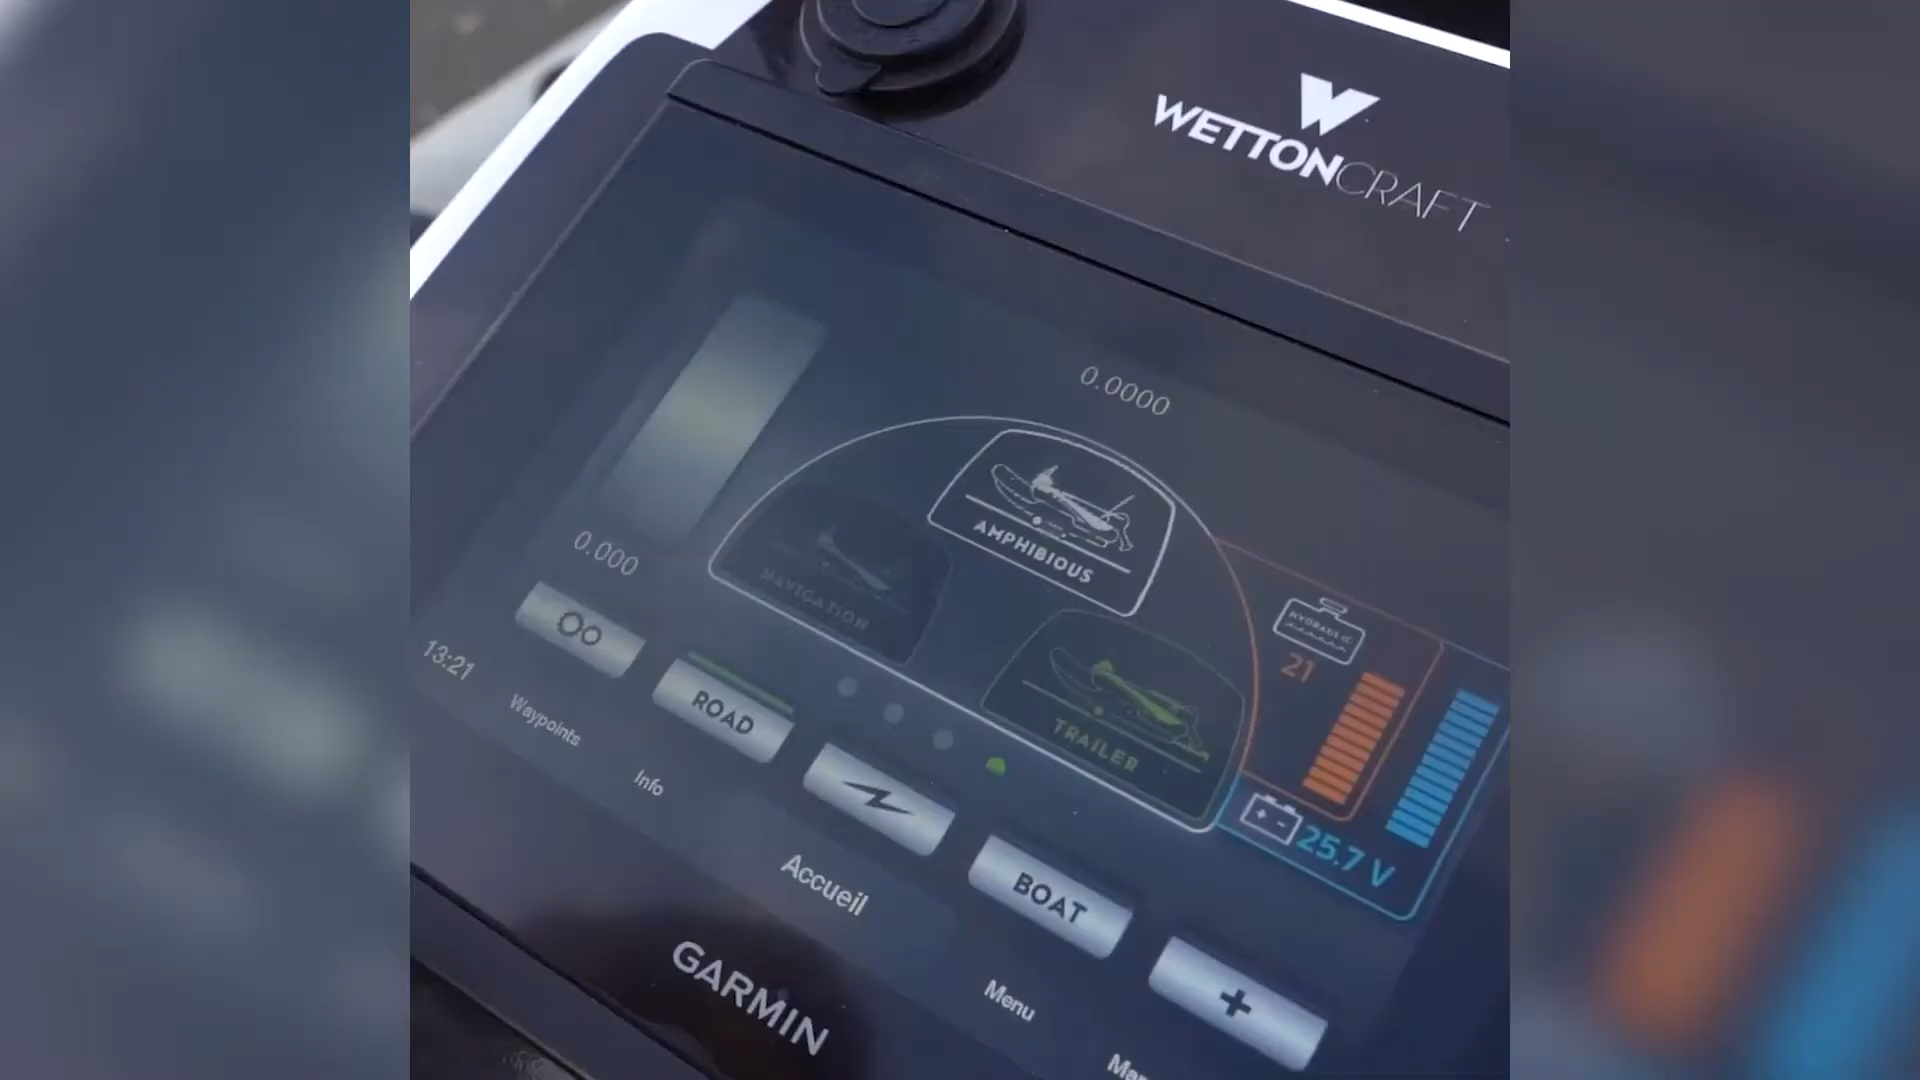 W
WETTONCRAFT
0.0000
AMPHIBIOUS
NAVIGATION
TRAILER
HYDRAULIC
21
25.7 V
0.000
ROAD
BOAT
+
13:21
Waypoints
Info
Accueil
Menu
GARMIN